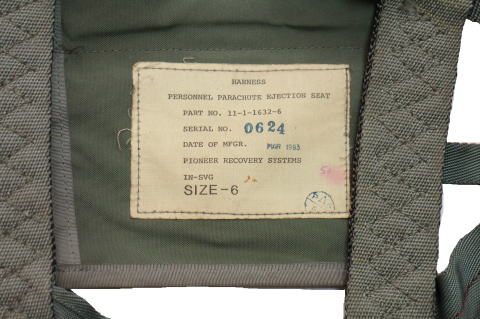 HARNESS
PERSONNEL PARACHUTE EJECTION SEAT
PART NO. 11-1-1632-6
SERIAL NO. 0624
DATE OF MFGR. MAR 1983
PIONEER RECOVERY SYSTEMS
IN-SVG
SIZE-6